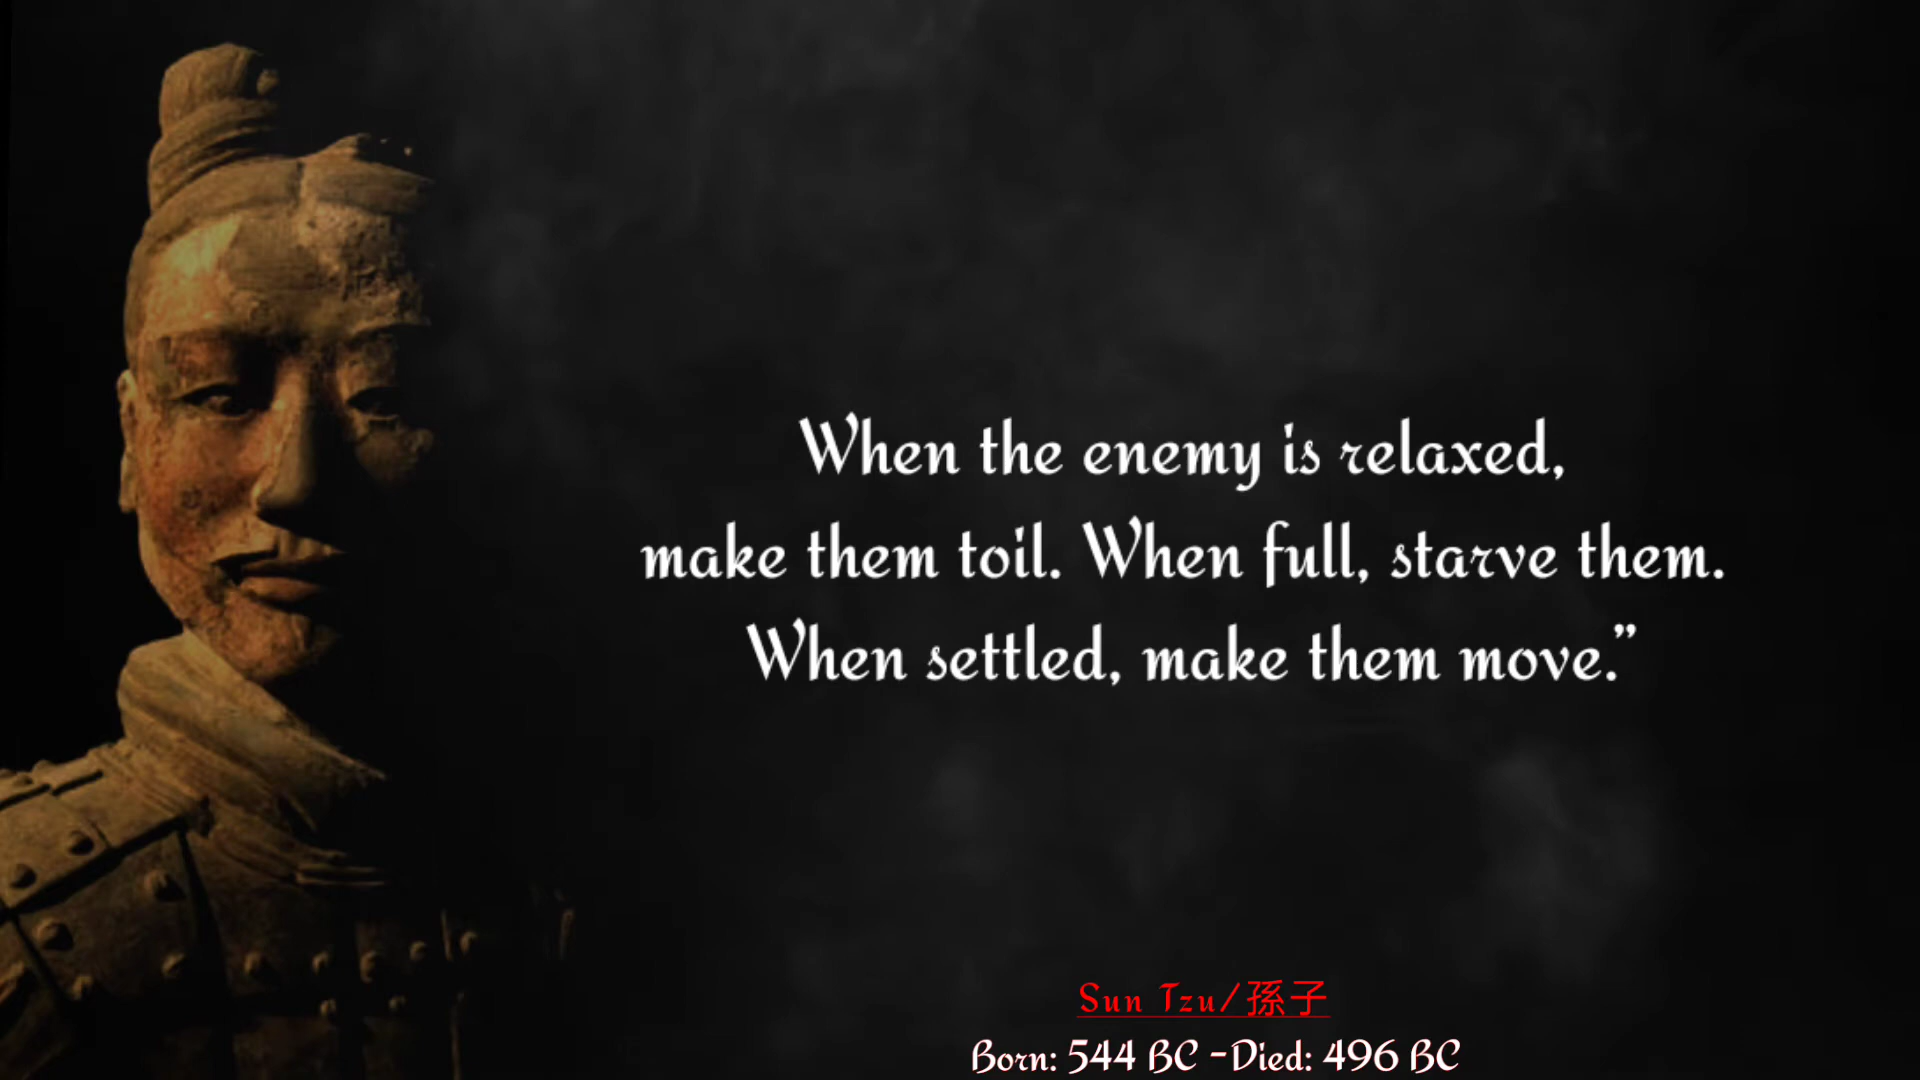 When the enemy is relaxed,
make them toil. When full, starve them.
When settled, make them move.”
Sun Tzu/孫子
Born: 544 BC -Died: 496 BC